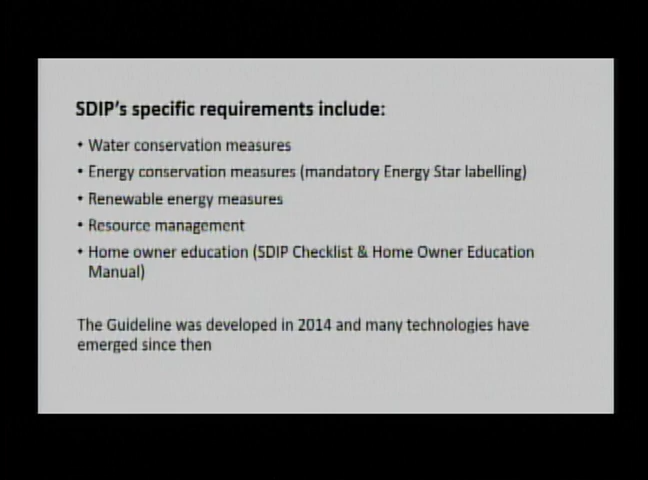 SDIP's specific requirements include:
• Water conservation measures
• Energy conservation measures (mandatory Energy Star labelling)
• Renewable energy measures
• Resource management
• Home owner education (SDIP Checklist & Home Owner Education
Manual)
The Guideline was developed in 2014 and many technologies have
emerged since then